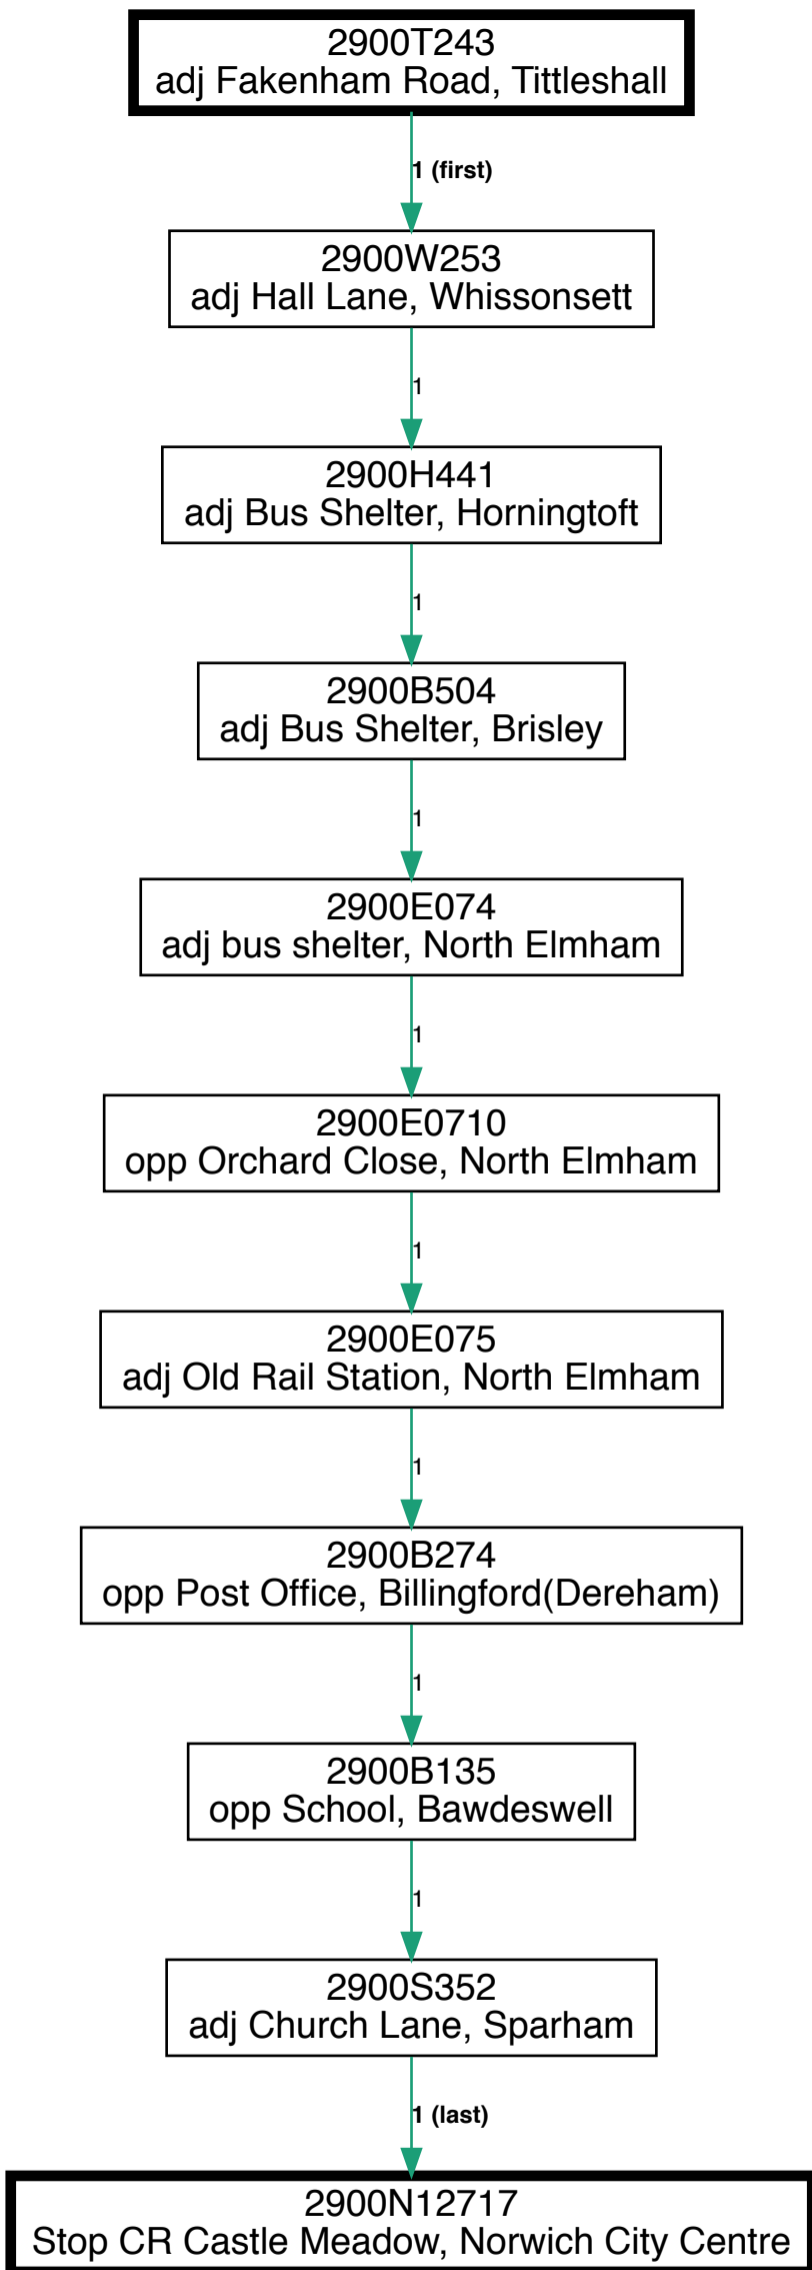 2900T243
adj Fakenham Road, Tittleshall
1 (first)
2900W253
adj Hall Lane, Whissonsett
1
2900H441
adj Bus Shelter, Horningtoft
1
2900B504
adj Bus Shelter, Brisley
1
2900E074
adj bus shelter, North Elmham
1
2900E0710
opp Orchard Close, North Elmham
1
2900E075
adj Old Rail Station, North Elmham
1
2900B274
opp Post Office, Billingford(Dereham)
1
2900B135
opp School, Bawdeswell
1
2900S352
adj Church Lane, Sparham
1 (last)
2900N12717
Stop CR Castle Meadow, Norwich City Centre